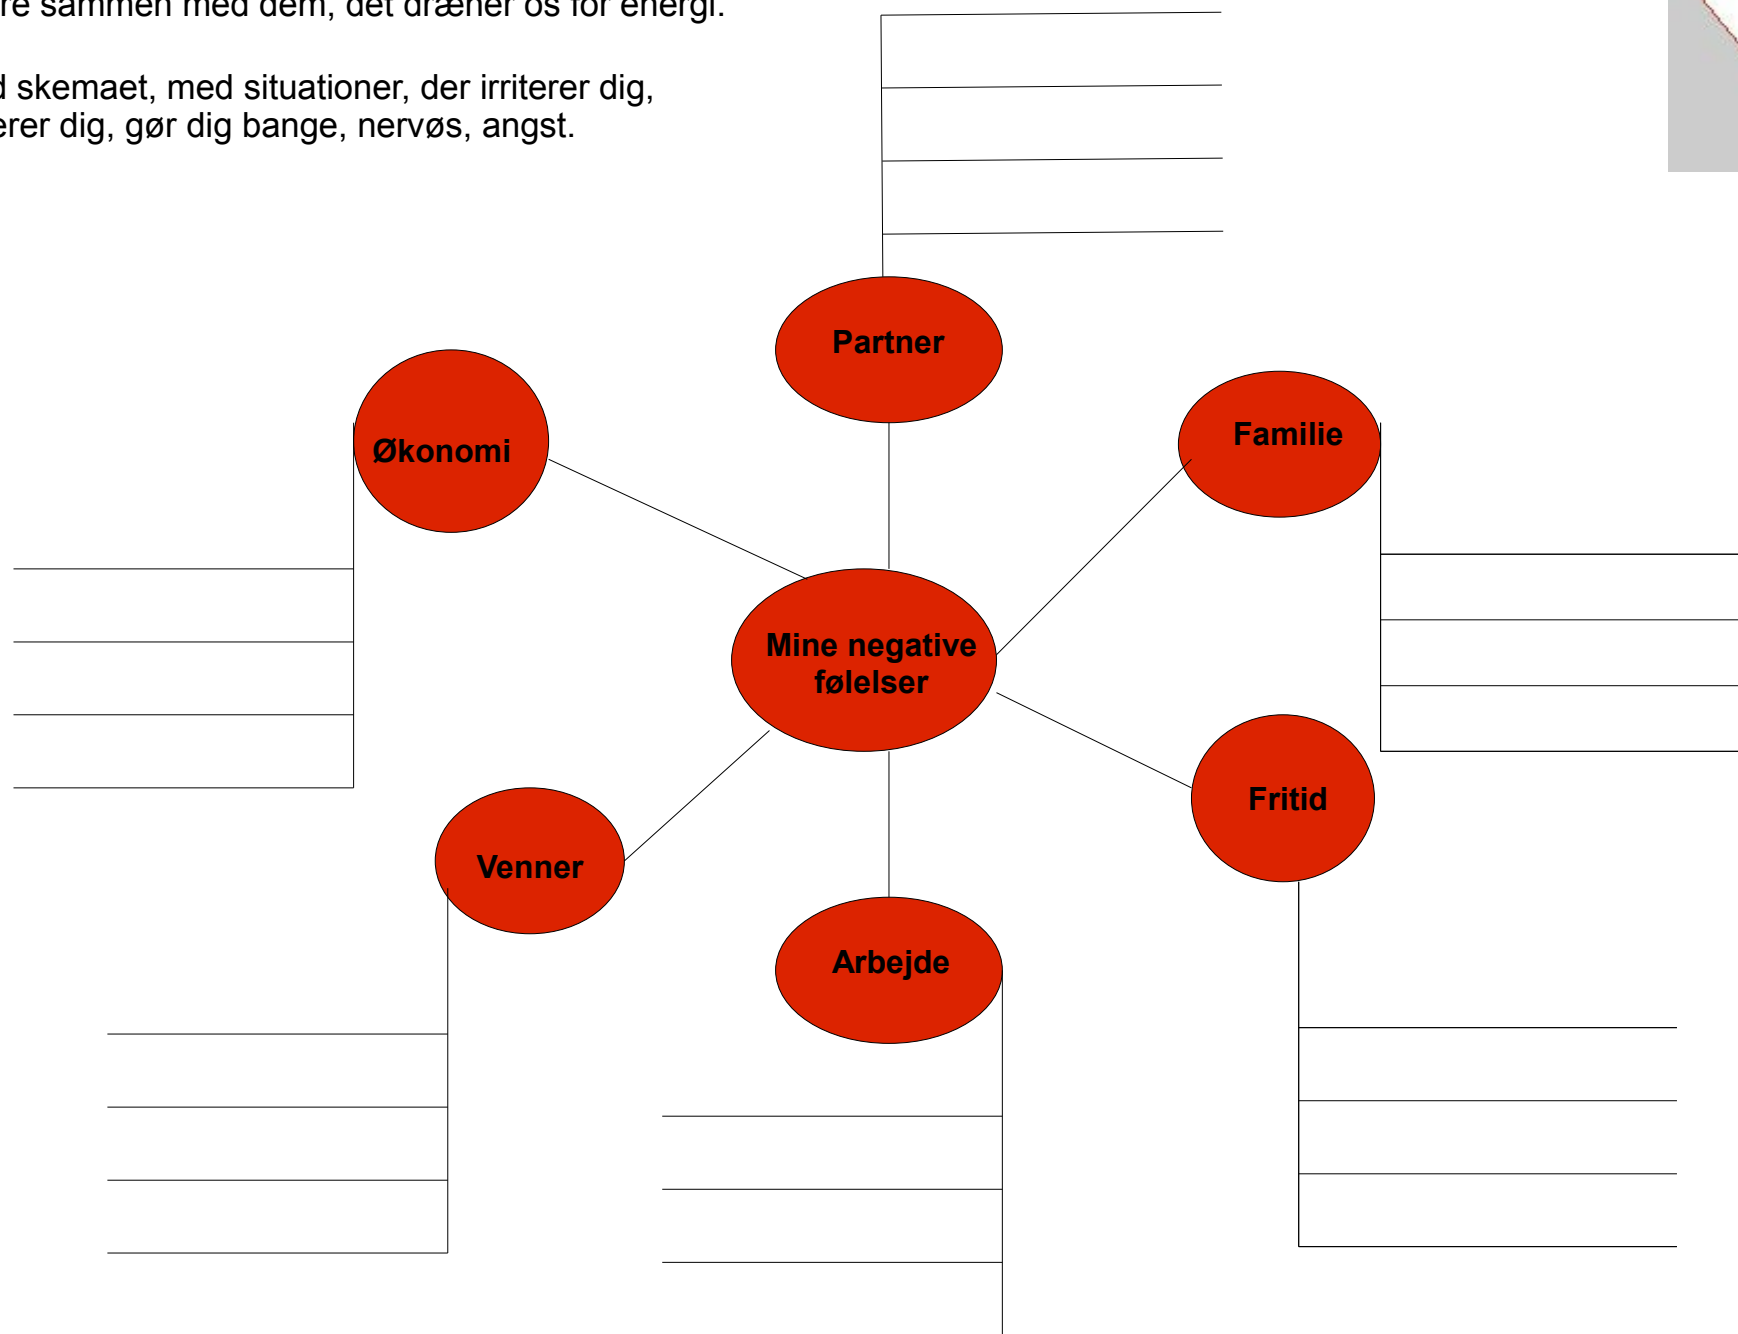 re sammen med dem, det dræner os for energi.
d skemaet, med situationer, der irriterer dig,
erer dig, gør dig bange, nervøs, angst.
Partner
Familie
Økonomi
Mine negative
følelser
Fritid
Venner
Arbejde